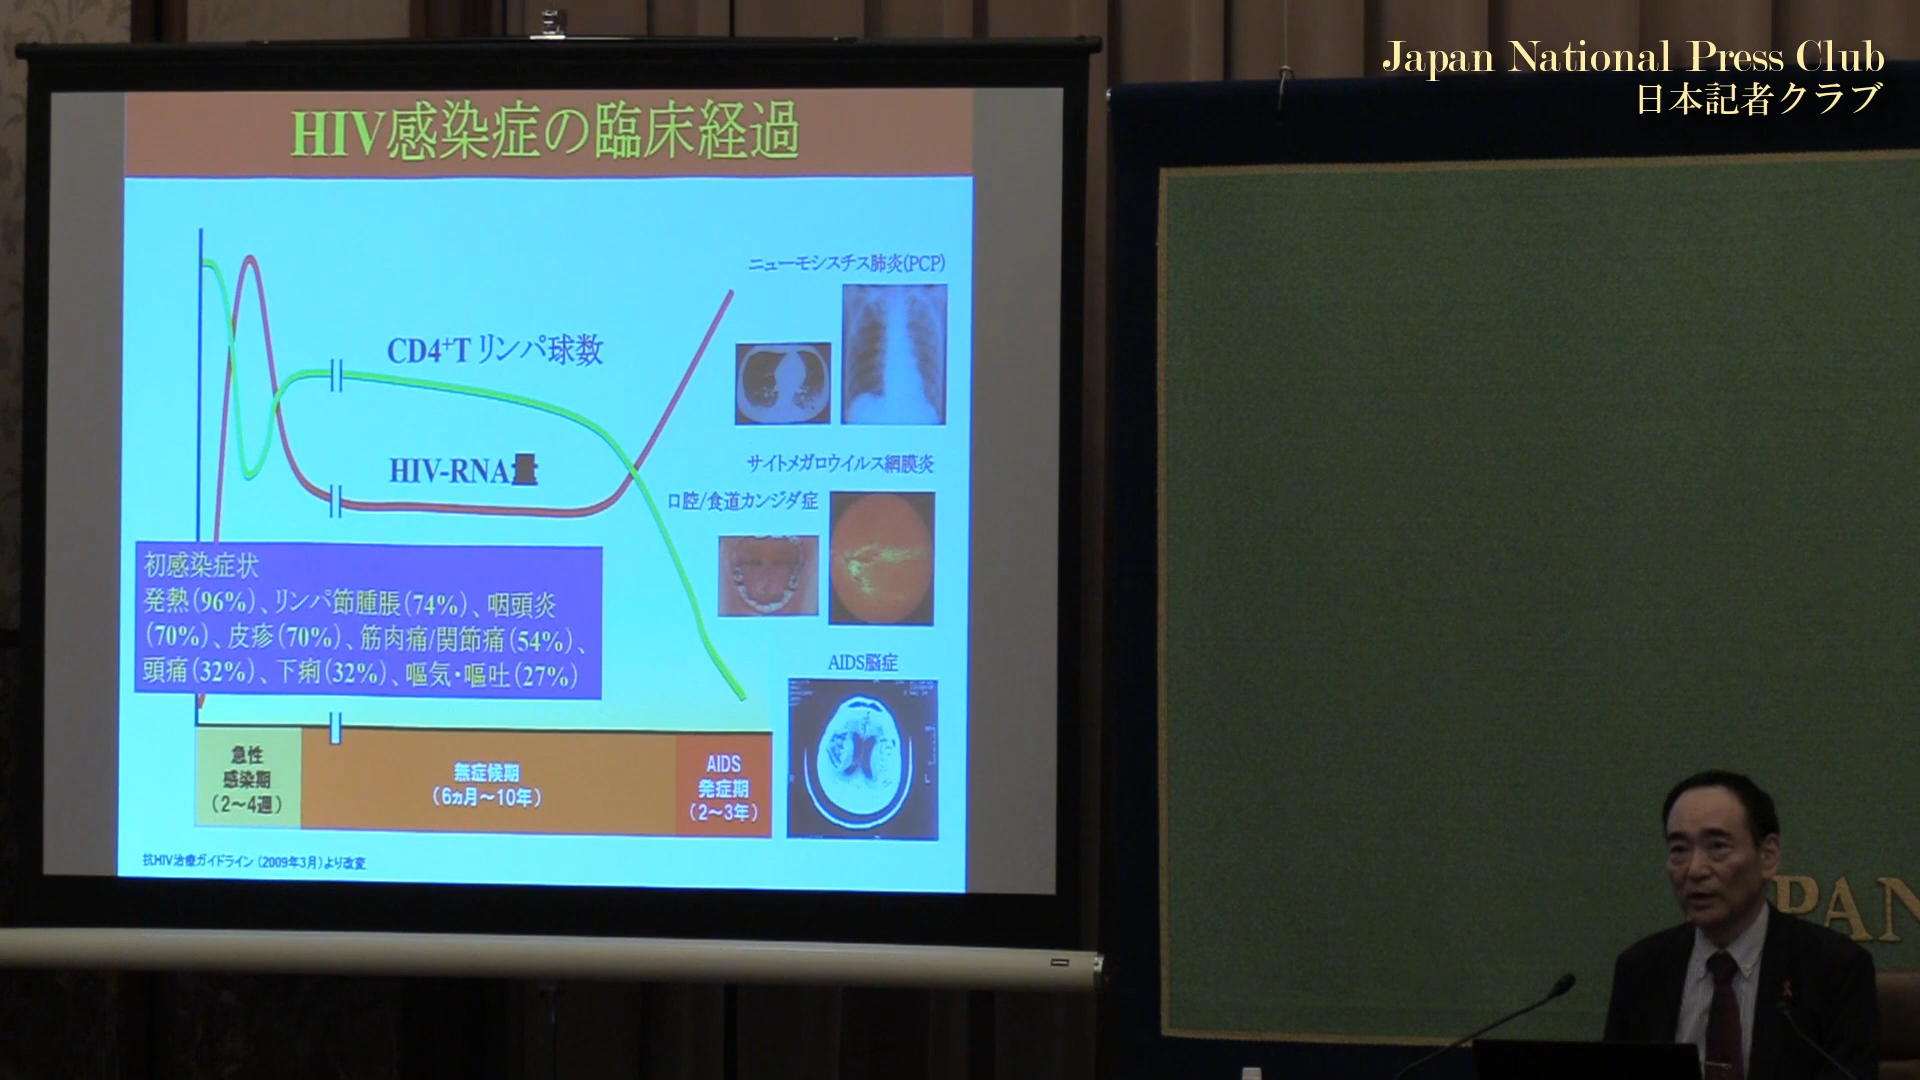 Japan National Press Club
日本記者クラブ
HIV感染症の臨床経過
ニューモシスチス肺炎(PCP)
CD4⁺T リンパ球数
サイトメガロウイルス網膜炎
HIV-RNA量
口腔/食道カンジダ症
初感染症状
発熱(96%)、リンパ節腫脹(74%)、咽頭炎
(70%)、皮疹(70%)、筋肉痛/関節痛(54%)、
頭痛(32%)、下痢(32%)、嘔気・嘔吐(27%)
AIDS脳症
急性
感染期
(2～4週)
無症候期
(6ヵ月～10年)
AIDS
発症期
(2～3年)
抗HIV治療ガイドライン(2009年3月)より改変
PAN